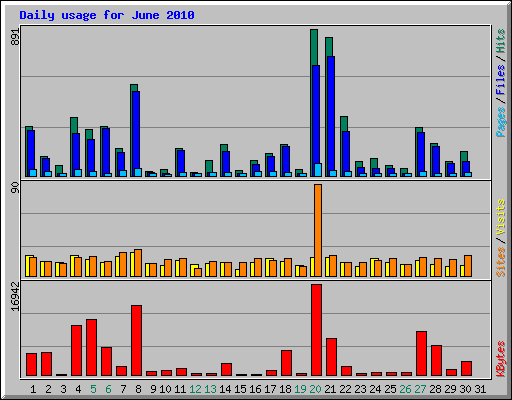 Daily usage for June 2010
891
Pages / Files / Hits
90
Sites / Visits
16942
KBytes
1 2 3 4 5 6 7 8 9 10 11 12 13 14 15 16 17 18 19 20 21 22 23 24 25 26 27 28 29 30 31